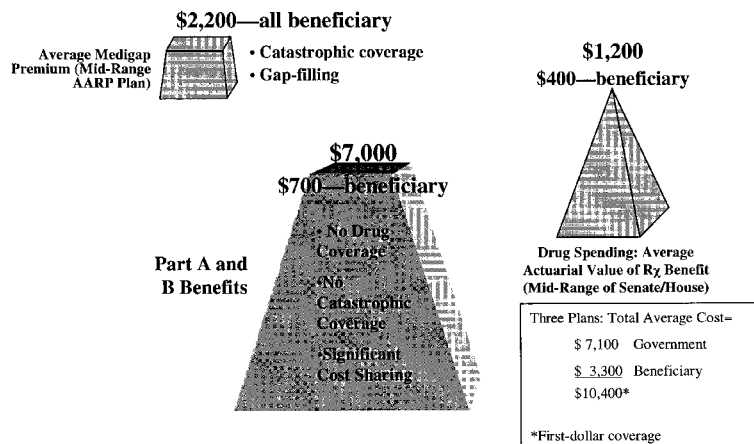 $2,200—all beneficiary
Average Medigap
Premium (Mid-Range
AARP Plan)
• Catastrophic coverage
• Gap-filling
$1,200
$400—beneficiary
Drug Spending: Average
Actuarial Value of Rχ Benefit
(Mid-Range of Senate/House)
$7,000
$700—beneficiary
Part A and
B Benefits
• No Drug
Coverage
•No
Catastrophic
Coverage
•Significant
Cost Sharing
Three Plans: Total Average Cost=
$ 7,100 Government
$ 3,300 Beneficiary
$10,400*
*First-dollar coverage